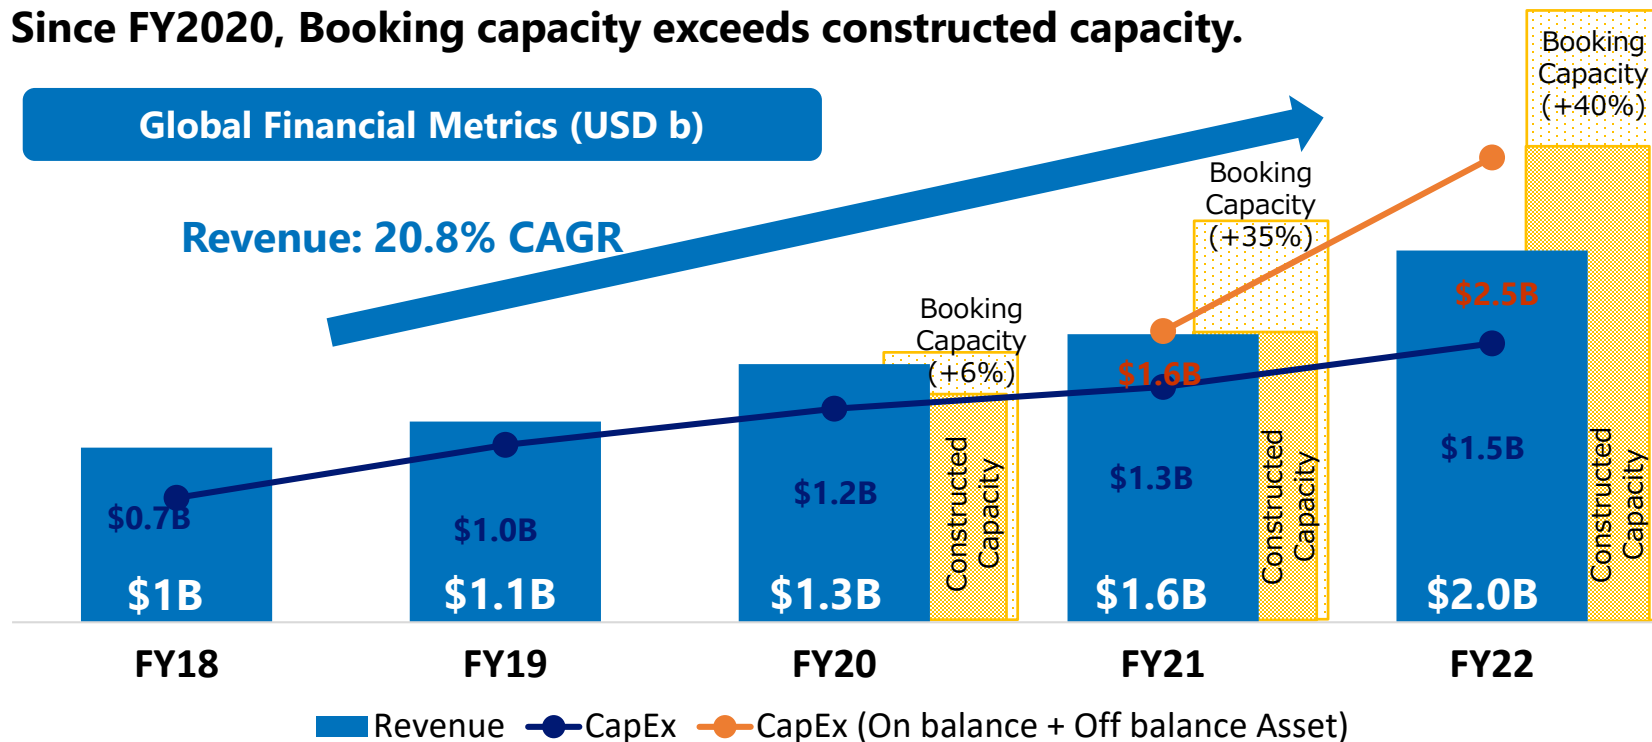 Since FY2020, Booking capacity exceeds constructed capacity.
Global Financial Metrics (USD b)
Revenue: 20.8% CAGR
Booking
Capacity
(+6%)
Booking
Capacity
(+35%)
Booking
Capacity
(+40%)
$0.7B
$1.0B
$1.2B
$1.6B
$1.3B
$2.5B
$1.5B
Constructed
Capacity
Constructed
Capacity
Constructed
Capacity
$1B
$1.1B
$1.3B
$1.6B
$2.0B
FY18
FY19
FY20
FY21
FY22
Revenue
CapEx
CapEx (On balance + Off balance Asset)